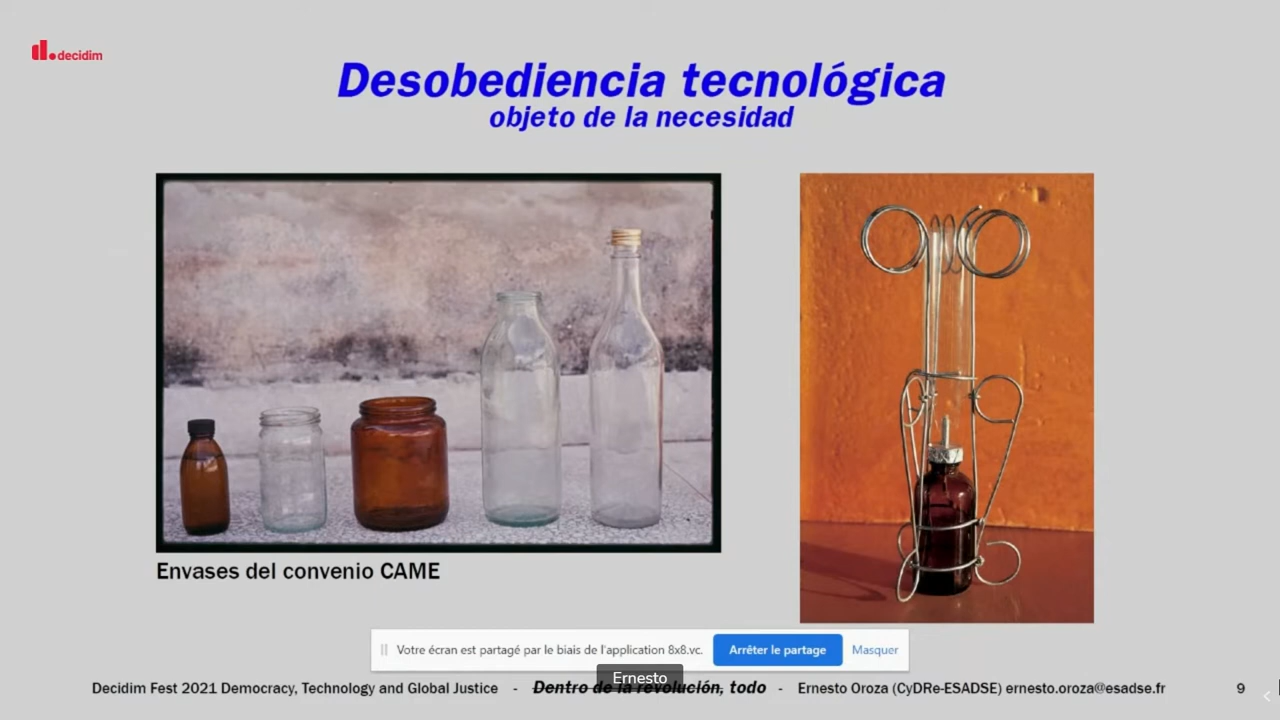 decidim
Desobediencia tecnológica
objeto de la necesidad
Envases del convenio CAME
Votre écran est partagé par le biais de l'application 8x8.vc.
Arrêter le partage
Masquer
Ernesto
Decidim Fest 2021 Democracy, Technology and Global Justice - Dentro de la revolución, todo - Ernesto Oroza (CyDRe-ESADSE) ernesto.oroza@esadse.fr 9